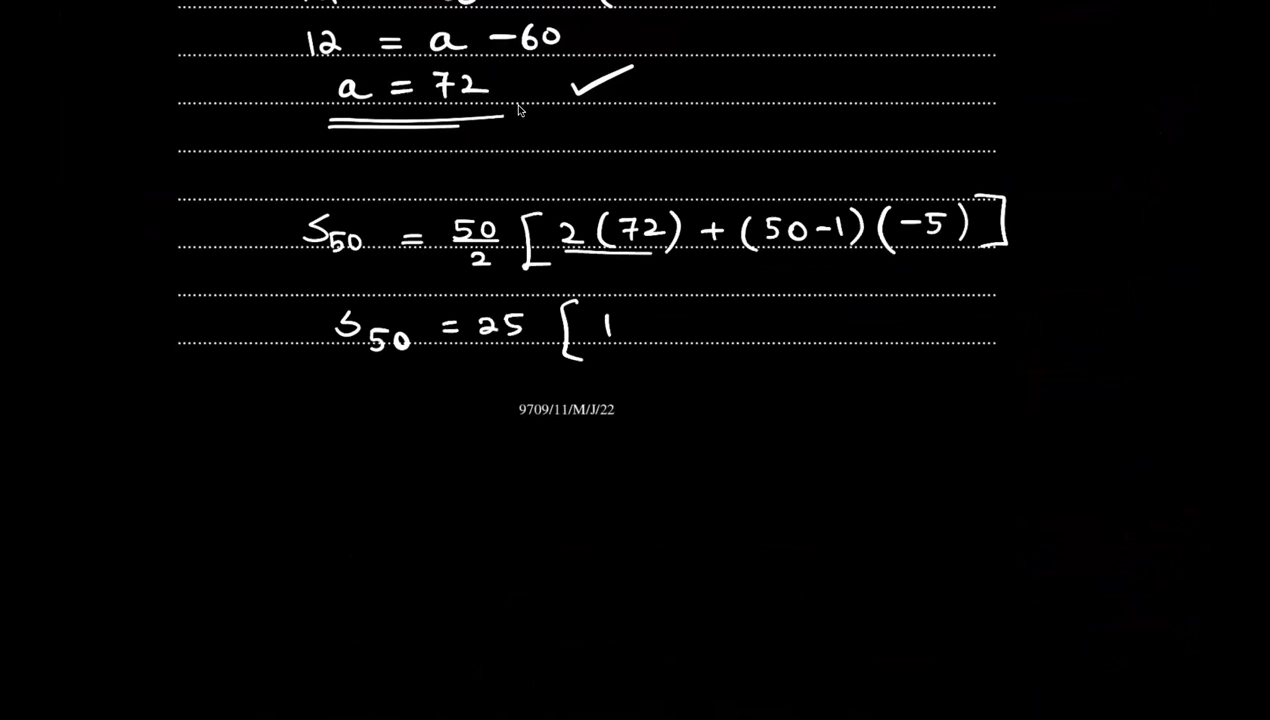 12 = a -60
a = 72 ✓
S50 = 50/2 [ 2 (72) + (50-1)(-5) ]
S50 = 25 [ 1
9709/11/M/J/22